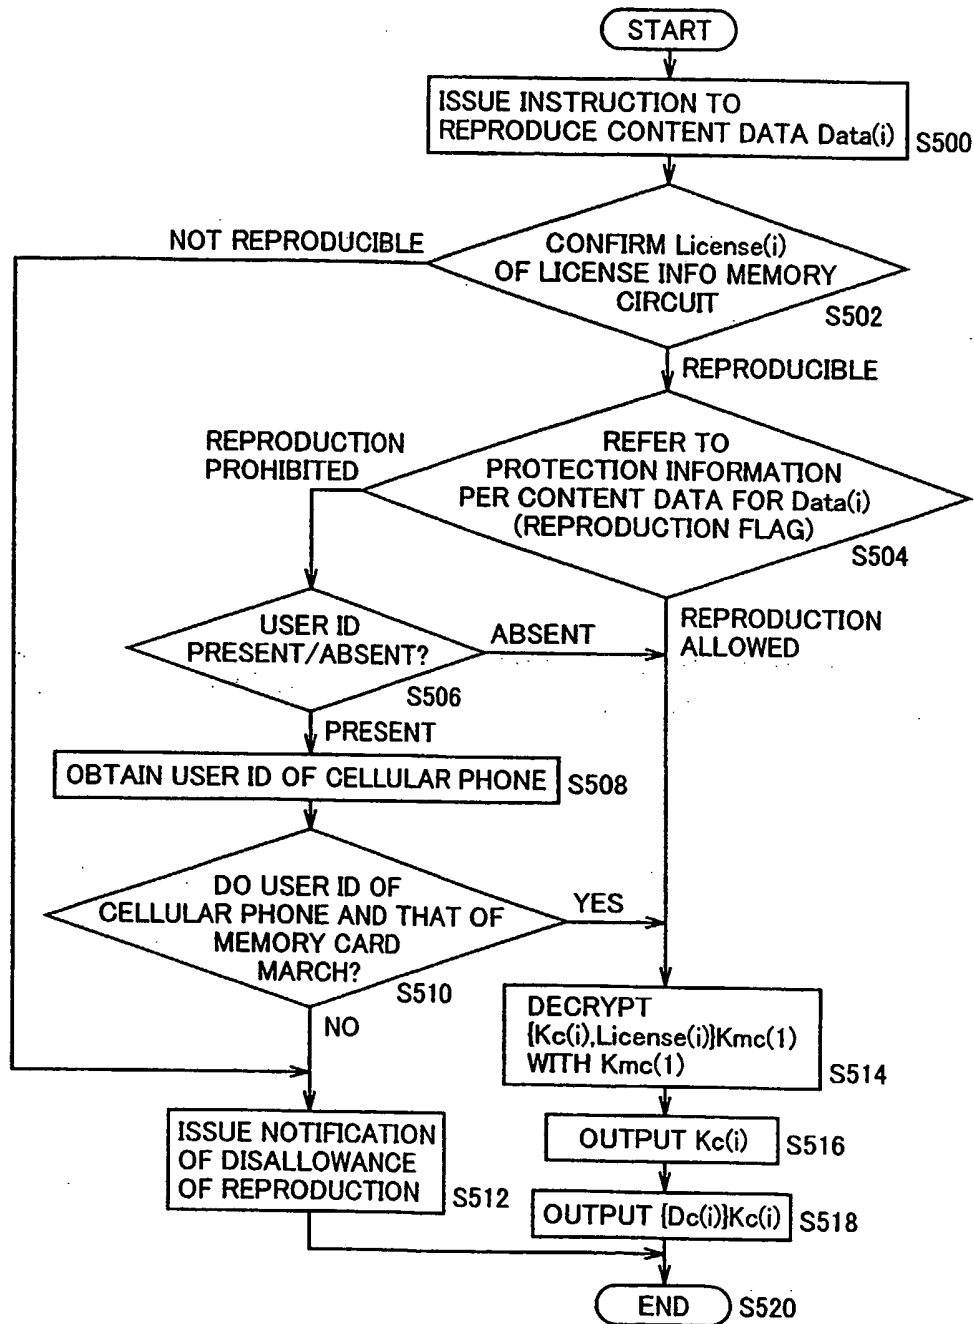 START
ISSUE INSTRUCTION TO
REPRODUCE CONTENT DATA Data(i)
S500
NOT REPRODUCIBLE
CONFIRM License(i)
OF LICENSE INFO MEMORY
CIRCUIT
S502
REPRODUCIBLE
REPRODUCTION
PROHIBITED
REFER TO
PROTECTION INFORMATION
PER CONTENT DATA FOR Data(i)
(REPRODUCTION FLAG)
S504
USER ID
PRESENT/ABSENT?
S506
ABSENT
REPRODUCTION
ALLOWED
PRESENT
OBTAIN USER ID OF CELLULAR PHONE
S508
DO USER ID OF
CELLULAR PHONE AND THAT OF
MEMORY CARD
MARCH?
S510
YES
NO
DECRYPT
{Kc(i),License(i)}Kmc(1)
WITH Kmc(1)
S514
ISSUE NOTIFICATION
OF DISALLOWANCE
OF REPRODUCTION
S512
OUTPUT Kc(i)
S516
OUTPUT {Dc(i)}Kc(i)
S518
END
S520